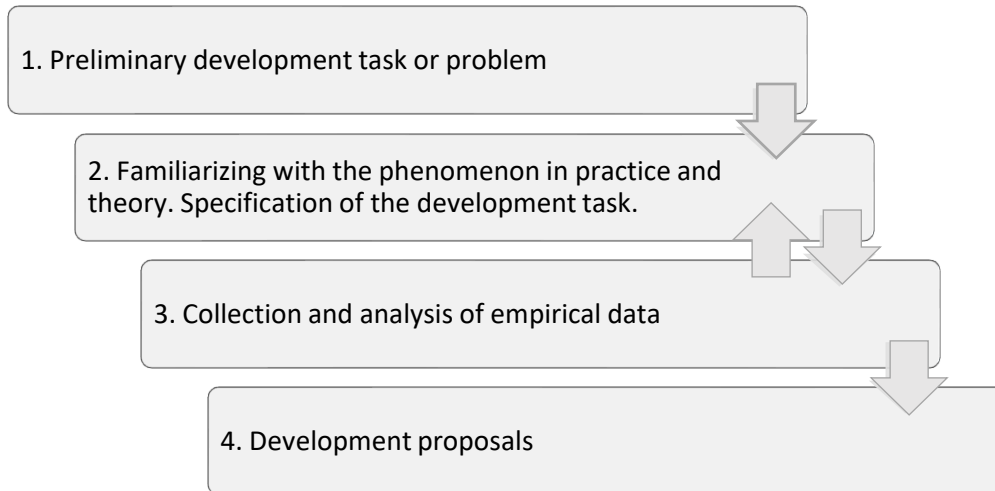 1. Preliminary development task or problem
2. Familiarizing with the phenomenon in practice and
theory. Specification of the development task.
3. Collection and analysis of empirical data
4. Development proposals